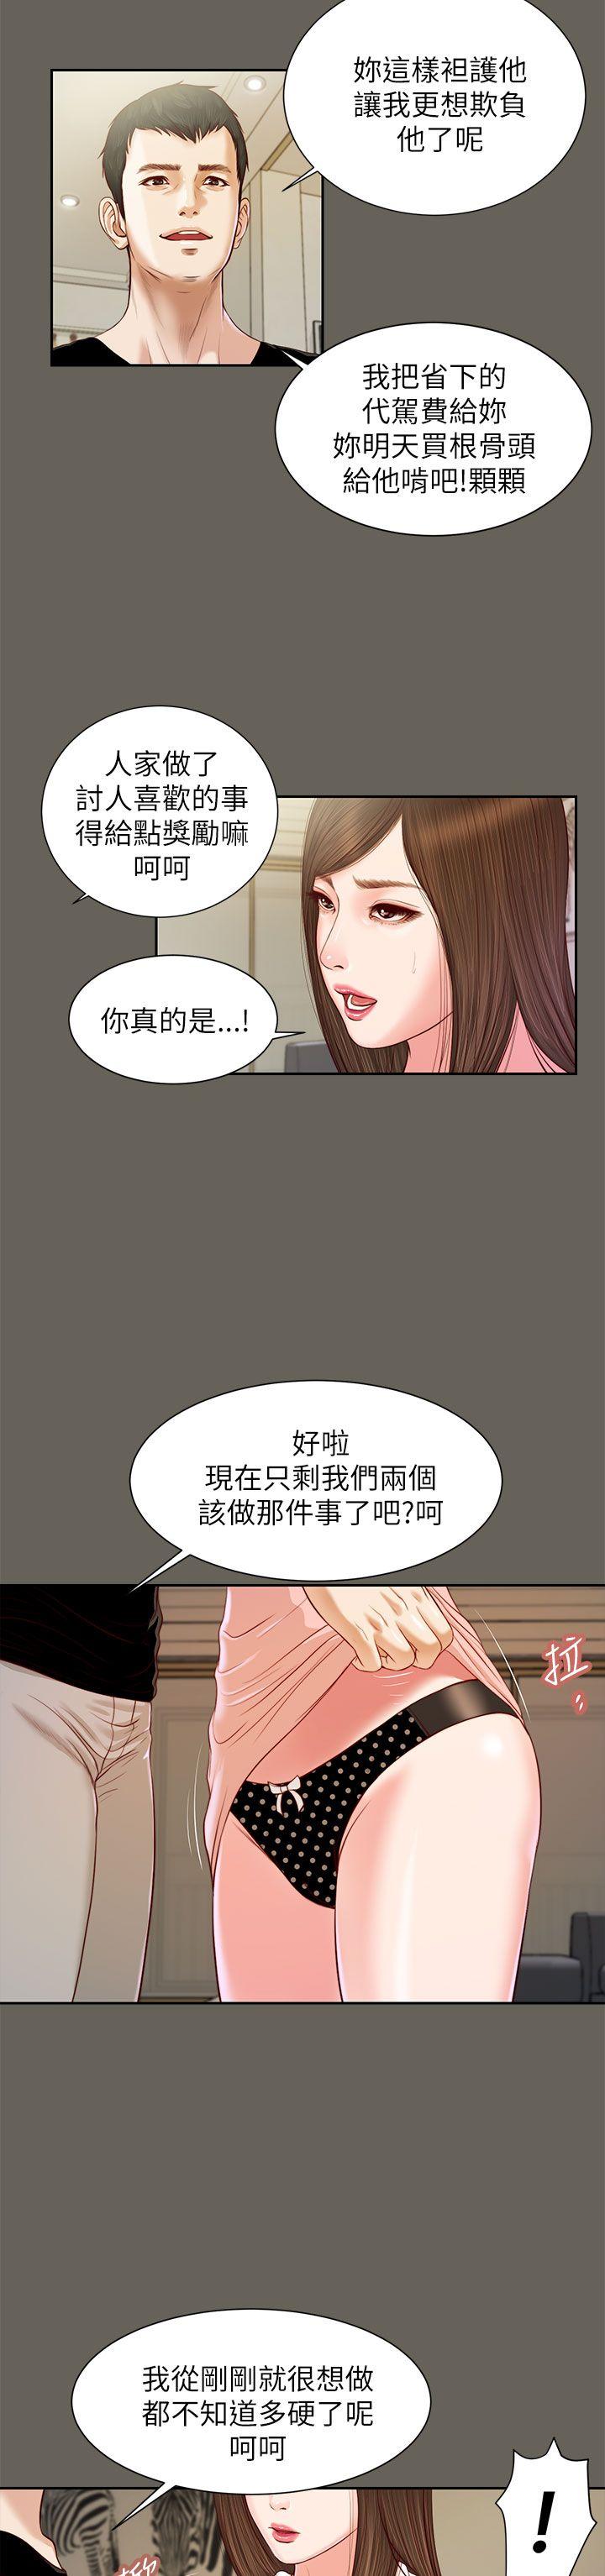 妳這樣袒護他
讓我更想欺負
他了呢
我把省下的
代駕費給妳
妳明天買根骨頭
給他啃吧!顆顆
人家做了
討人喜歡的事
得給點獎勵嘛
呵呵
你真的是...!
好啦
現在只剩我們兩個
該做那件事了吧?呵
拉
我從剛剛就很想做
都不知道多硬了呢
呵呵
!